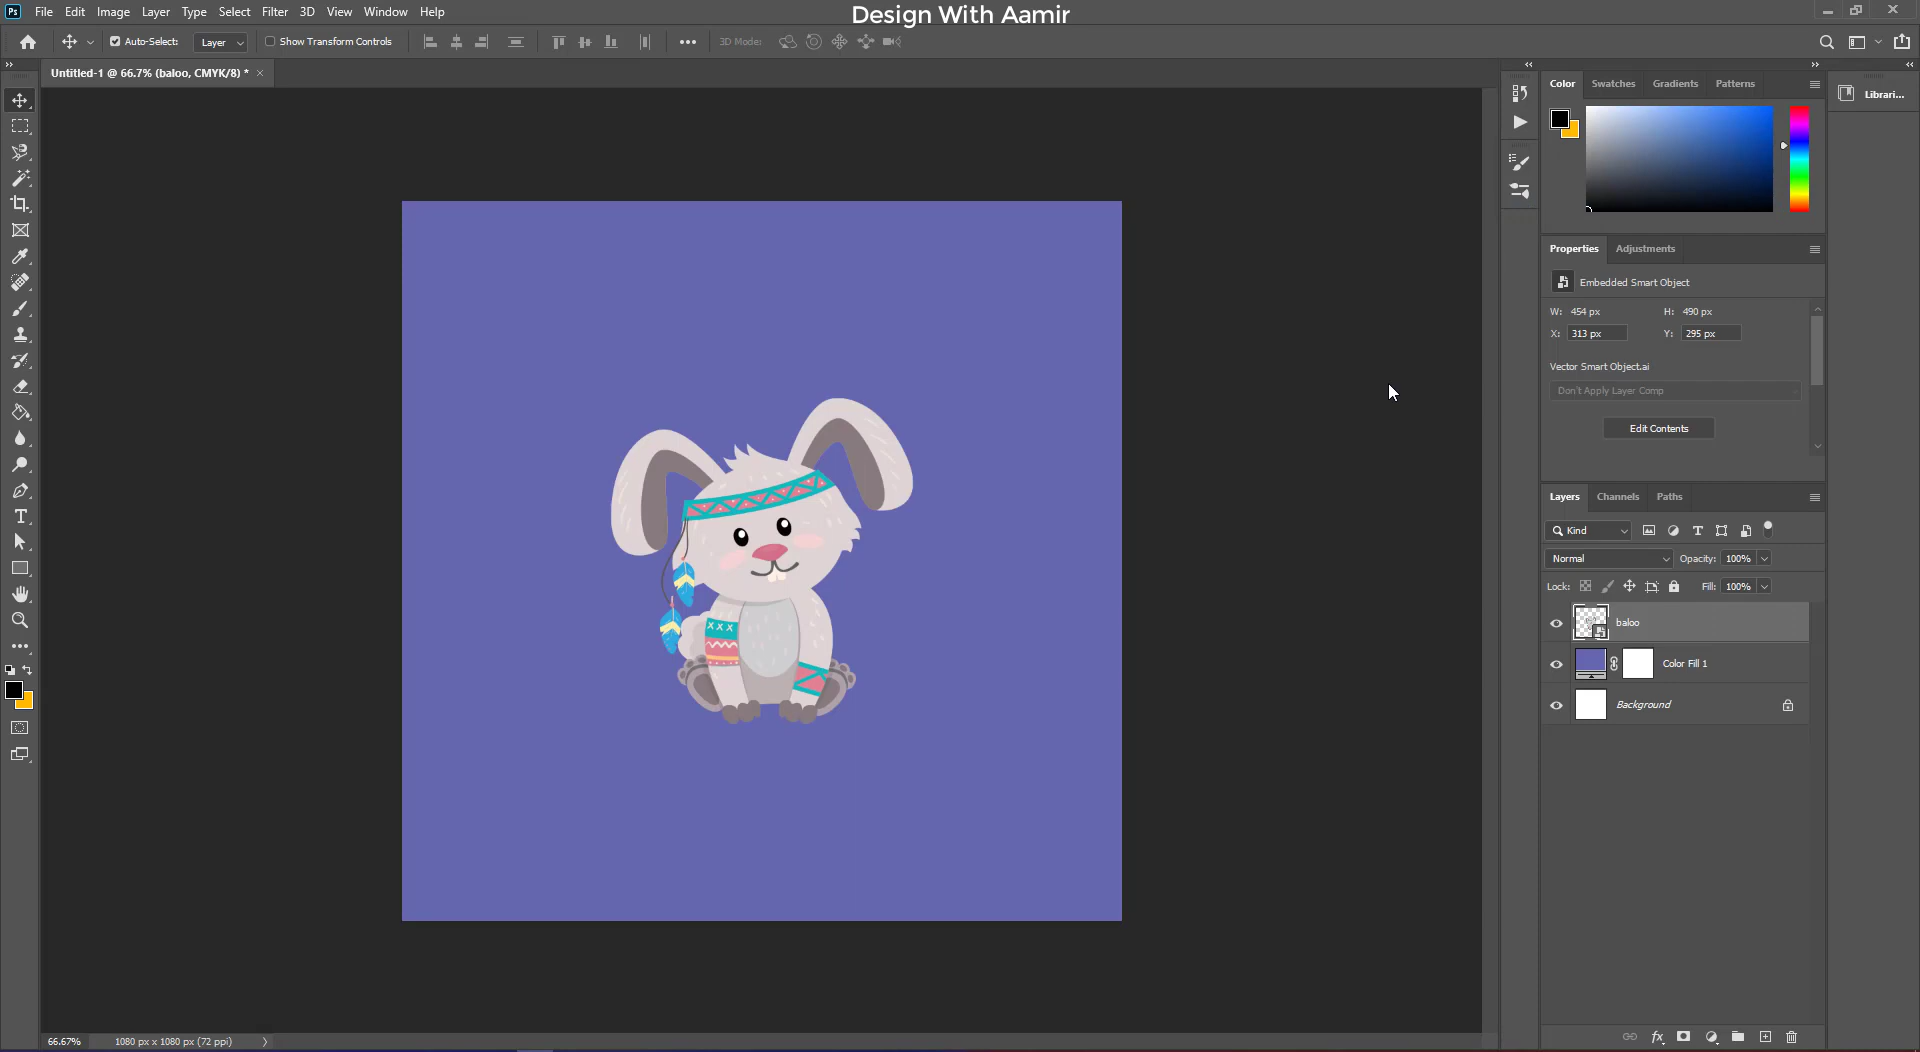 Ps File Edit Image Layer Type Select Filter 3D View Window Help
Design With Aamir
Auto-Select: Layer Show Transform Controls 3D Mode:
Untitled-1 @ 66.7% (baloo, CMYK/8) * ×
Color Swatches Gradients Patterns
Librari...
Properties Adjustments
Embedded Smart Object
W: 454 px H: 490 px
X: 313 px Y: 295 px
Vector Smart Object.ai
Don't Apply Layer Comp
Edit Contents
Layers Channels Paths
Kind
Normal Opacity: 100%
Lock: Fill: 100%
baloo
Color Fill 1
Background
66.67% 1080 px x 1080 px (72 ppi)